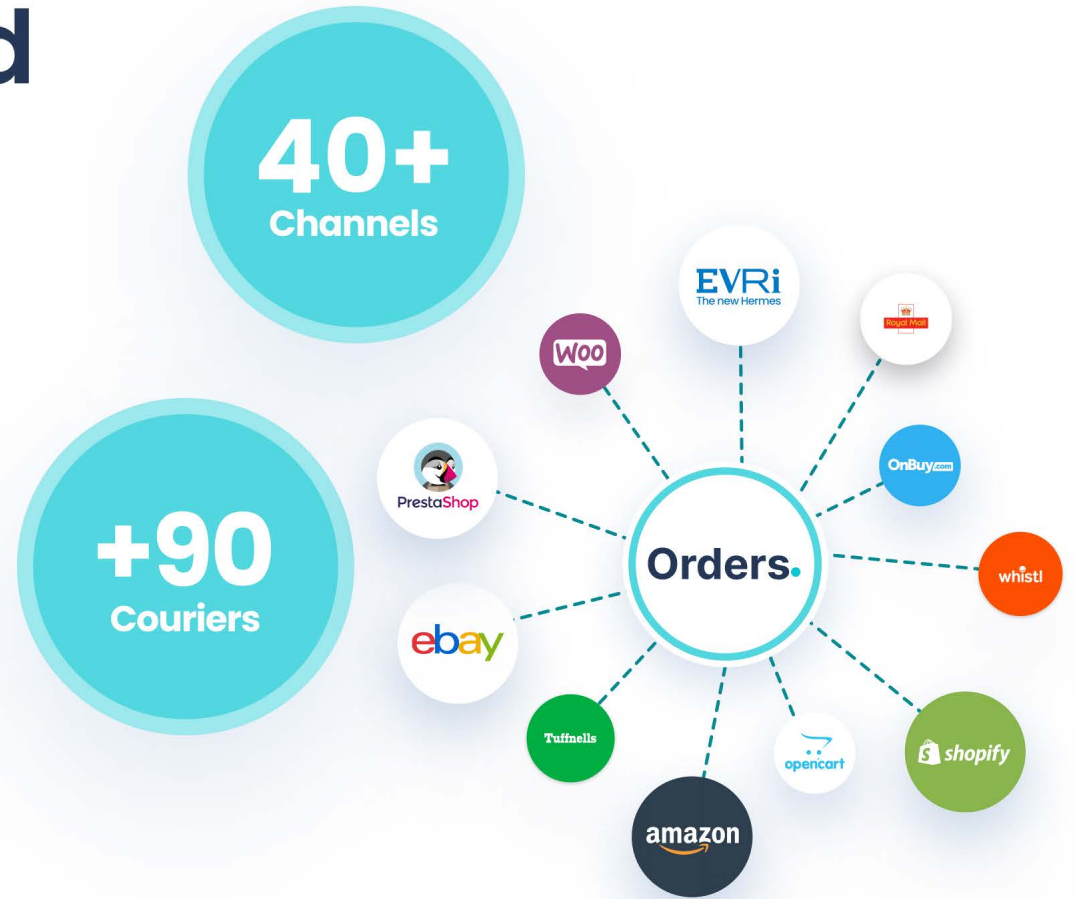 d
40+
Channels
EVRi
The new Hermes
Royal Mail
Woo
OnBuy.com
PrestaShop
+90
Couriers
Orders.
whistl
ebay
Tuffnells
opencart
shopify
amazon